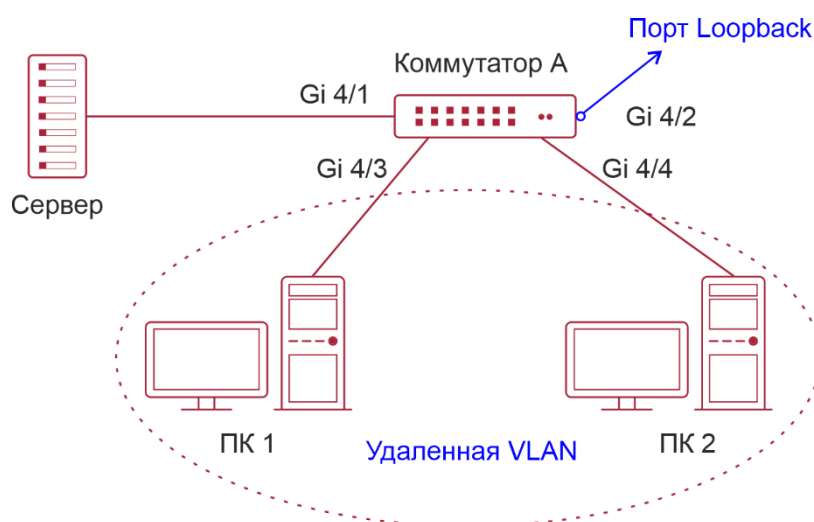 Порт Loopback
Коммутатор А
Gi 4/1
Gi 4/2
Gi 4/3
Gi 4/4
Сервер
ПК 1
Удаленная VLAN
ПК 2